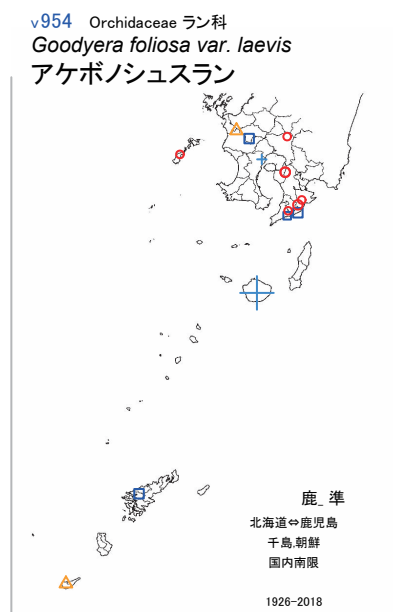 v954 Orchidaceae ラン科
Goodyera foliosa var. laevis
アケボノシュスラン
鹿_ 準
北海道⇔鹿児島
千島,朝鮮
国内南限
1926-2018